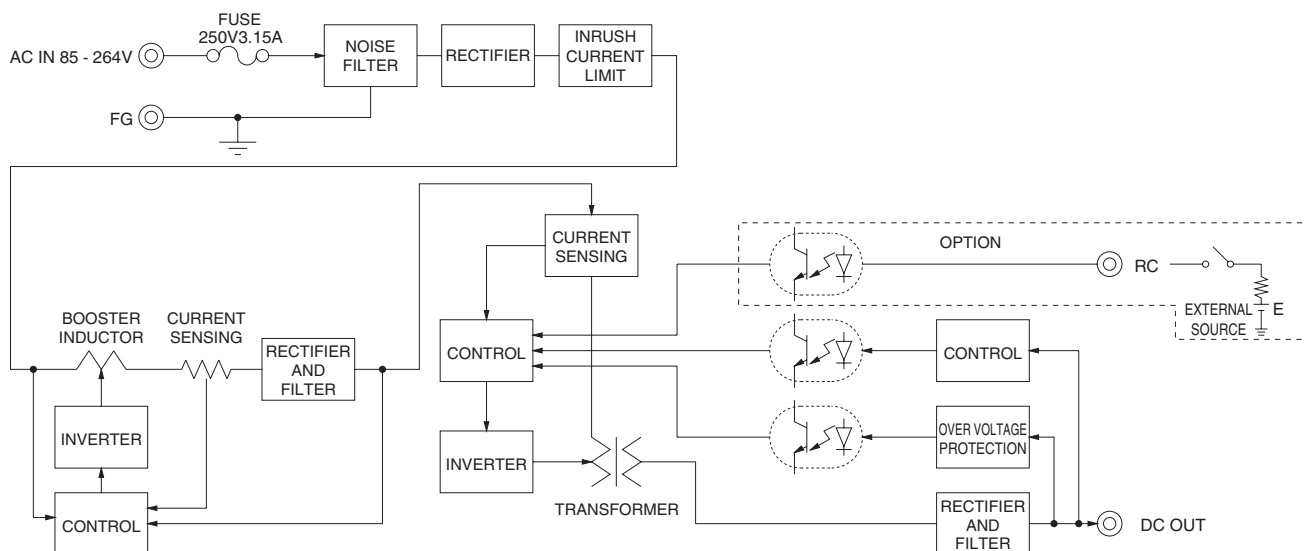 FUSE
250V3.15A
AC IN 85 - 264V
NOISE
FILTER
RECTIFIER
INRUSH
CURRENT
LIMIT
FG
CURRENT
SENSING
OPTION
RC
E
EXTERNAL
SOURCE
BOOSTER
INDUCTOR
CURRENT
SENSING
RECTIFIER
AND
FILTER
CONTROL
CONTROL
INVERTER
INVERTER
OVER VOLTAGE
PROTECTION
TRANSFORMER
CONTROL
RECTIFIER
AND
FILTER
DC OUT